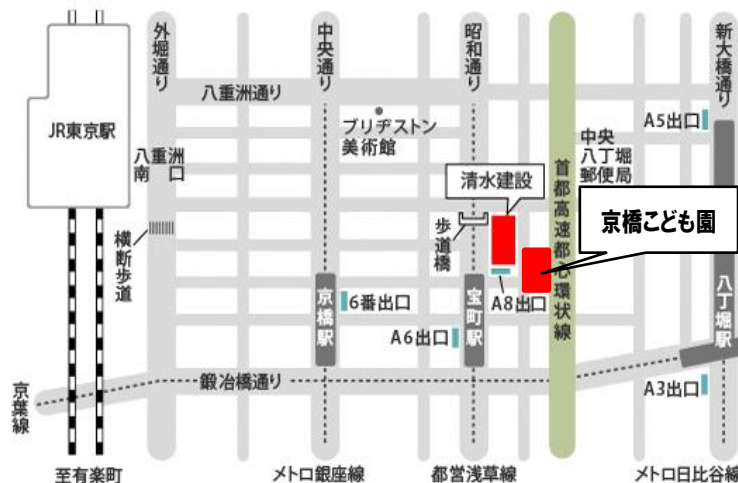 外堀通り
中央通り
昭和通り
新大橋通り
八重洲通り
JR東京駅
八重洲
南口
ブリヂストン
美術館
A5出口
中央
八丁堀
郵便局
清水建設
首都高速都心環状線
京橋こども園
横断歩道
歩道橋
京橋駅
6番出口
宝町駅
A8出口
A6出口
八丁堀駅
鍛冶橋通り
A3出口
京葉線
至有楽町
メトロ銀座線
都営浅草線
メトロ日比谷線